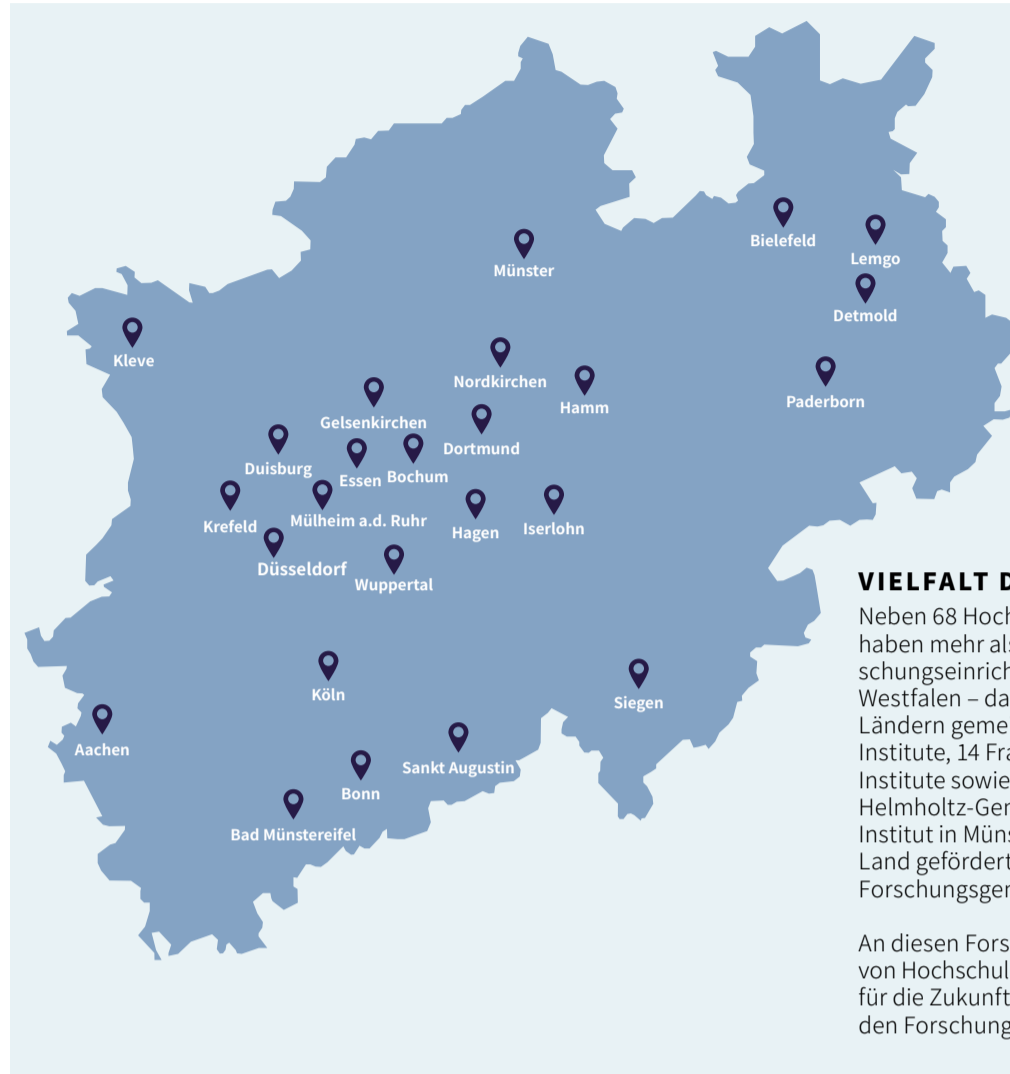 Bielefeld
Lemgo
Münster
Detmold
Kleve
Nordkirchen
Hamm
Paderborn
Gelsenkirchen
Dortmund
Duisburg
Essen
Bochum
Krefeld
Mülheim a.d. Ruhr
Hagen
Iserlohn
Düsseldorf
Wuppertal
Köln
Siegen
Aachen
Sankt Augustin
Bonn
Bad Münstereifel
VIELFALT D
Neben 68 Hoch
haben mehr als
schungseinrich
Westfalen – da
Ländern geme
Institute, 14 Fra
Institute sowie
Helmholtz-Gen
Institut in Müns
Land gefördert
Forschungsgen
An diesen Fors
von Hochschul
für die Zukunft
den Forschung